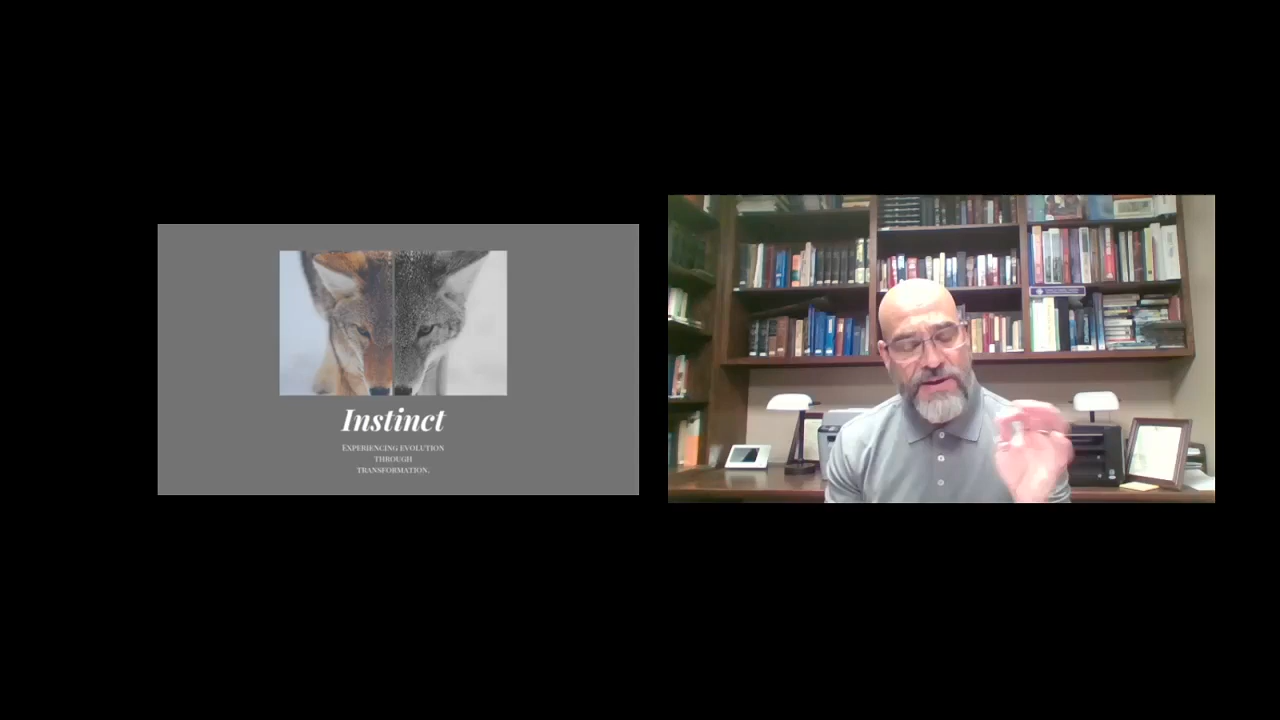 Instinct
Experiencing evolution
through
transformation.